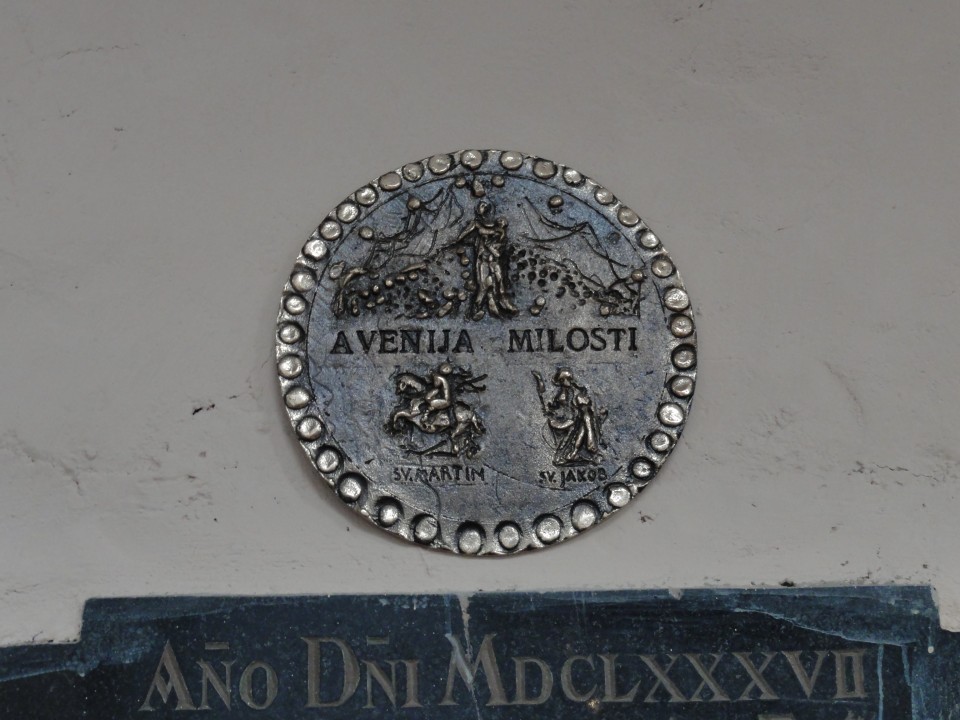 AVENIJA MILOSTI
SV. MARTIN SV. JAKOB
AÑO DÑI MDCLXXXVII